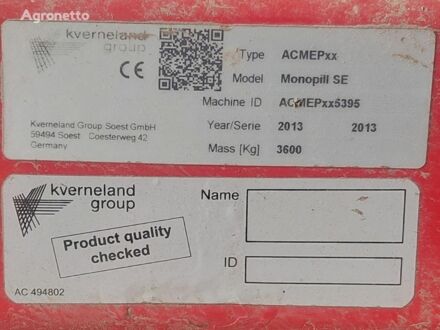 Agronetto
kverneland
group
CE
Kverneland Group Soest GmbH
59494 Soest Coesterweg 42
Germany
Type ACMEPxx
Model Monopill SE
Machine ID ACMEPxx5395
Year/Serie 2013 2013
Mass [Kg] 3600
kverneland
group
Product quality
checked
AC 494802
Name
ID